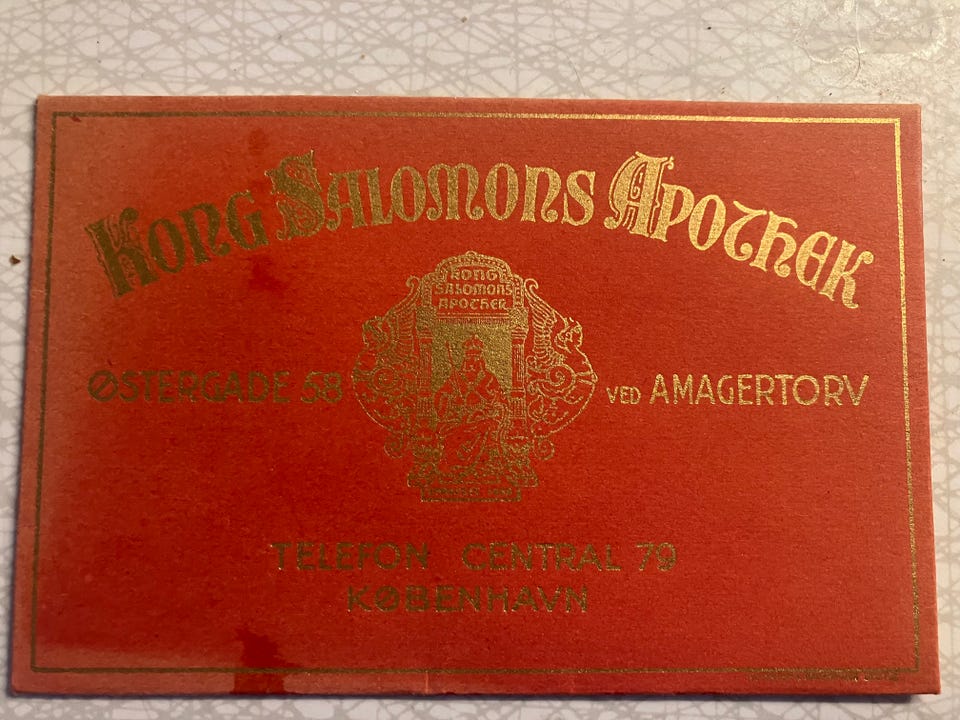 KONG SALOMONS APOTHEK
KONG
SALOMONS
APOTHEK
ØSTERGADE 58
VED AMAGERTORV
TELEFON CENTRAL 79
KØBENHAVN